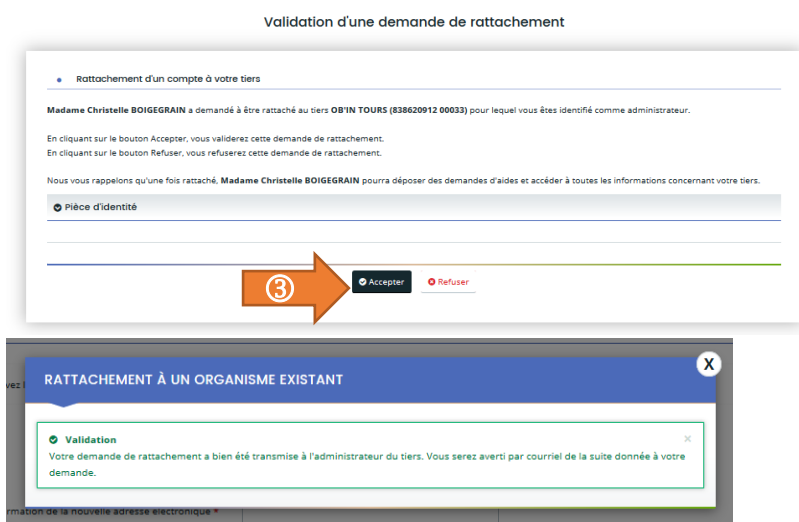 Validation d'une demande de rattachement
Rattachement d'un compte à votre tiers
Madame Christelle BOIGEGRAIN a demandé à être rattaché au tiers OB'IN TOURS (838620912 00033) pour lequel vous êtes identifié comme administrateur.
En cliquant sur le bouton Accepter, vous validerez cette demande de rattachement.
En cliquant sur le bouton Refuser, vous refuserez cette demande de rattachement.
Nous vous rappelons qu'une fois rattaché, Madame Christelle BOIGEGRAIN pourra déposer des demandes d'aides et accéder à toutes les informations concernant votre tiers.
Pièce d'identité
③ Accepter Refuser
X
vez l
RATTACHEMENT À UN ORGANISME EXISTANT
Validation ×
Votre demande de rattachement a bien été transmise à l'administrateur du tiers. Vous serez averti par courriel de la suite donnée à votre
demande.
rmation de la nouvelle adresse électronique *